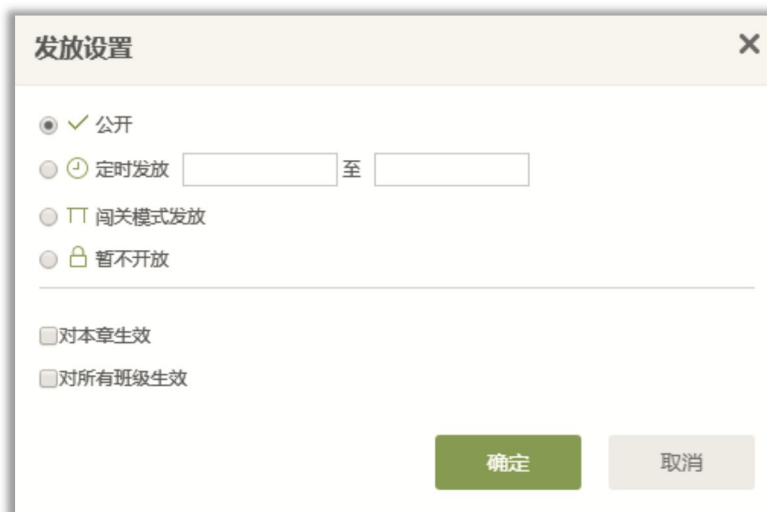 发放设置
公开
定时发放 至
闯关模式发放
暂不开放
对本章生效
对所有班级生效
确定 取消